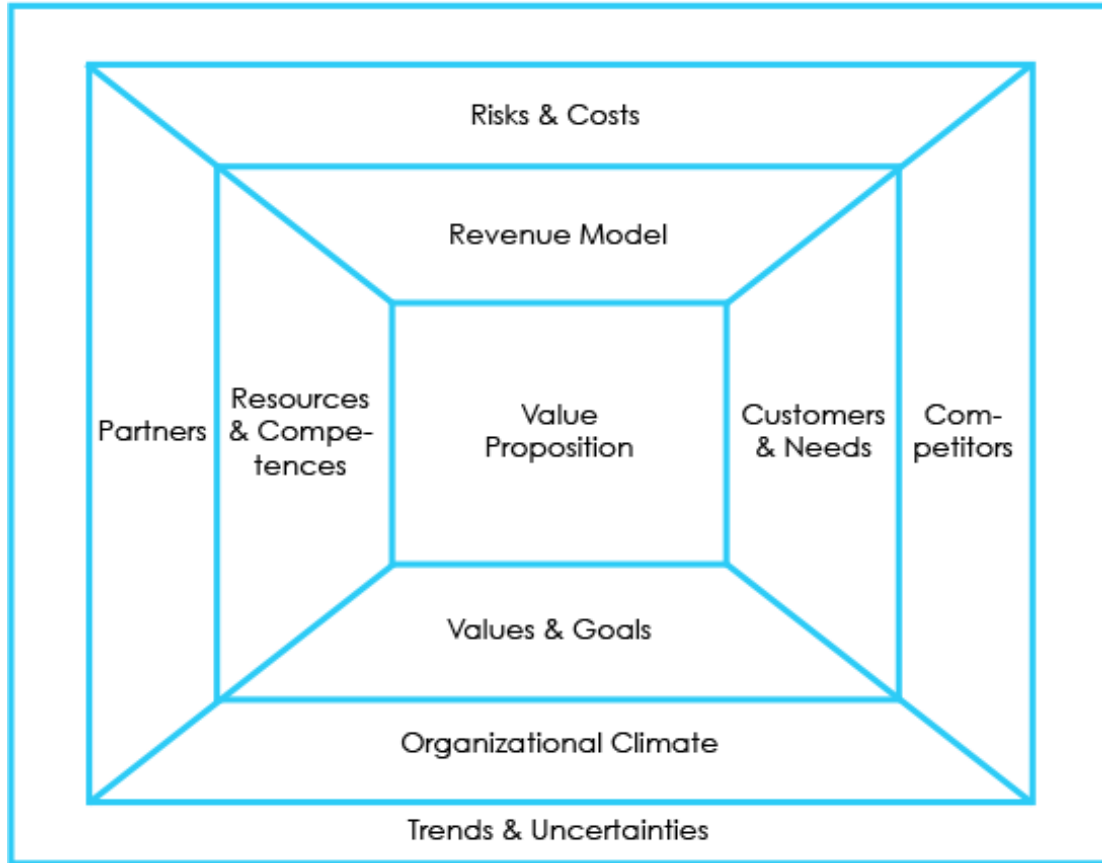 Risks & Costs
Revenue Model
Partners
Resources
& Compe-
tences
Value
Proposition
Customers
& Needs
Com-
petitors
Values & Goals
Organizational Climate
Trends & Uncertainties